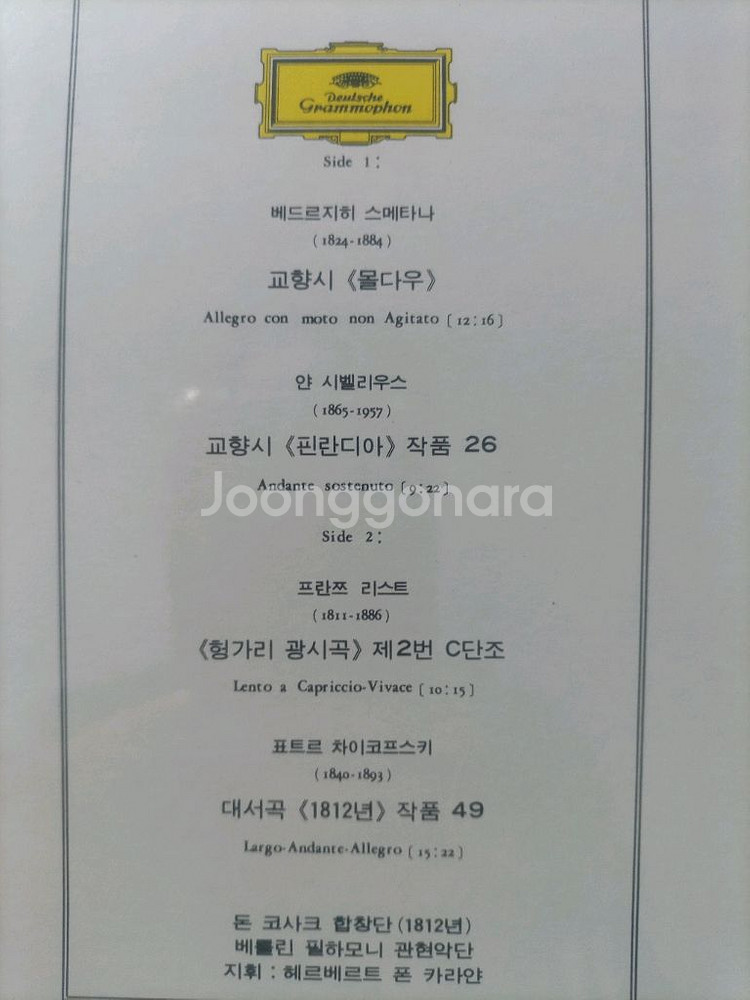 Deutsche
Grammophon
Side 1:
베드르지히 스메타나
(1824-1884)
교향시 《몰다우》
Allegro con moto non Agitato [12:16]
얀 시벨리우스
(1865-1957)
교향시 《핀란디아》 작품 26
Andante sostenuto [9:22]
Joonggonara
Side 2:
프란쯔 리스트
(1811-1886)
《헝가리 광시곡》 제2번 C단조
Lento a Capriccio-Vivace [10:15]
표트르 차이코프스키
(1840-1893)
대서곡 《1812년》 작품 49
Largo-Andante-Allegro [15:22]
돈 코사크 합창단 (1812년)
베를린 필하모니 관현악단
지휘 : 헤르베르트 폰 카라얀